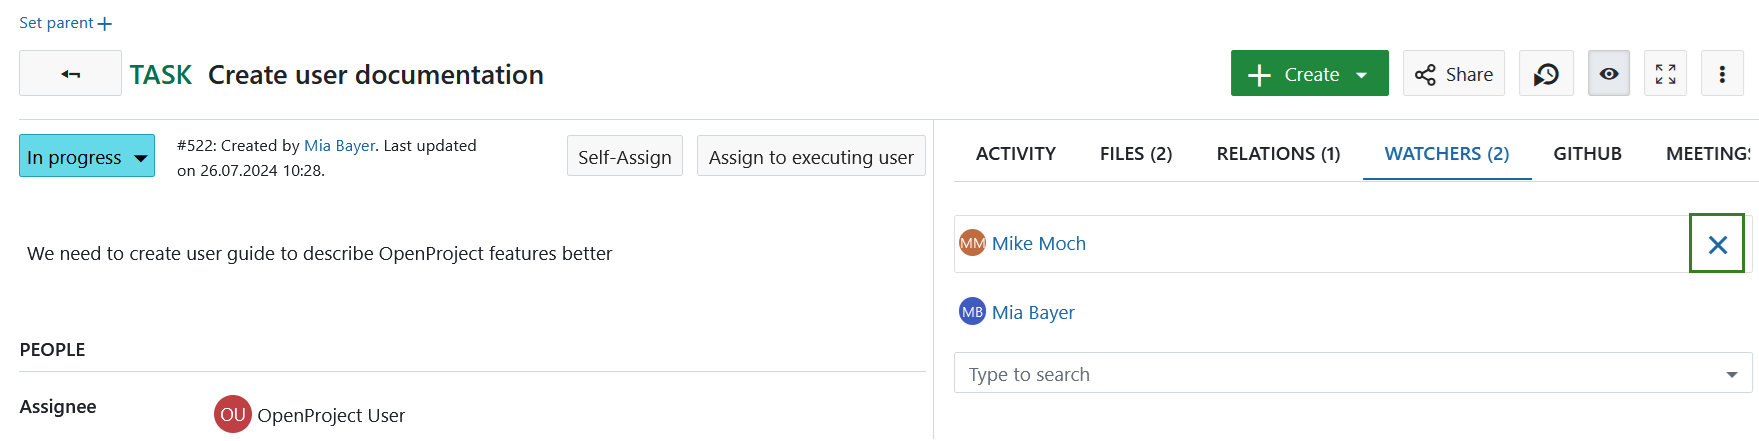 Set parent +
TASK Create user documentation
Create
Share
In progress
#522: Created by Mia Bayer. Last updated
on 26.07.2024 10:28.
Self-Assign
Assign to executing user
We need to create user guide to describe OpenProject features better
PEOPLE
Assignee
OU OpenProject User
ACTIVITY FILES (2) RELATIONS (1) WATCHERS (2) GITHUB MEETINGS
MM Mike Moch
MB Mia Bayer
Type to search